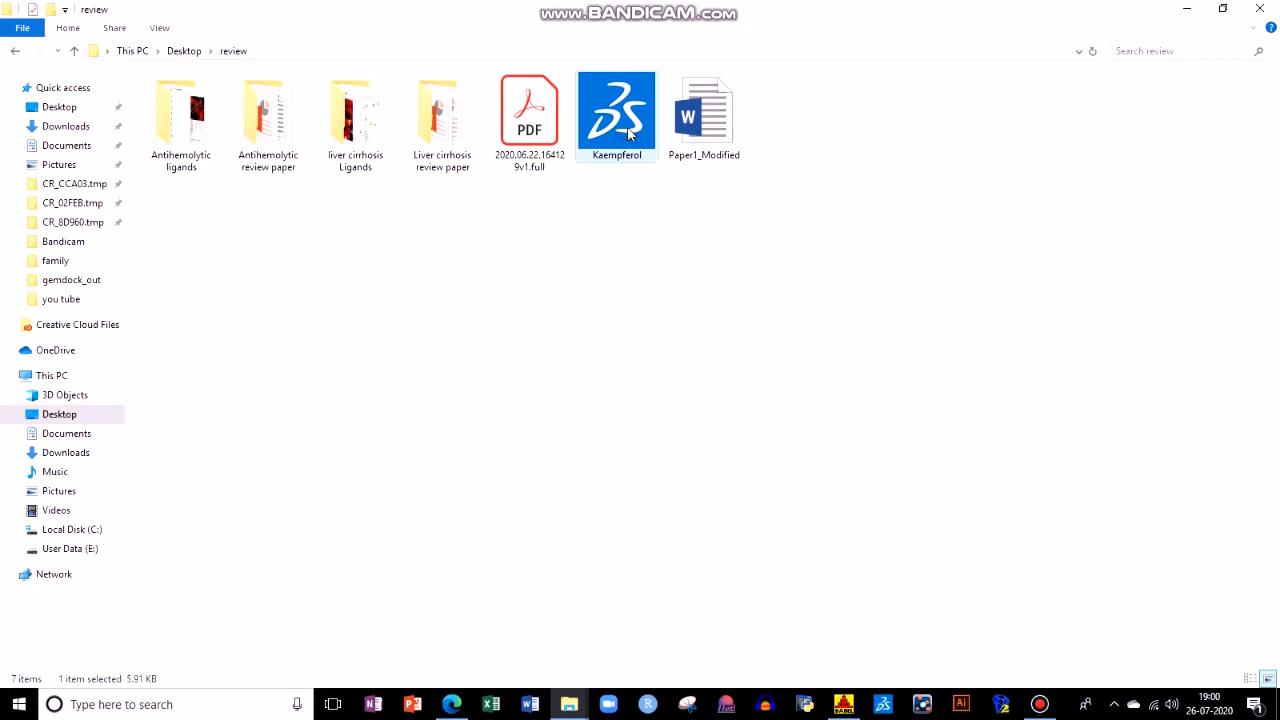 review
www.BANDICAM.com
File Home Share View
This PC > Desktop > review
Search review
Quick access
Desktop
Downloads
Documents
Pictures
CR_CCA03.tmp
CR_02FEB.tmp
CR_8D960.tmp
Bandicam
family
gemdock_out
you tube
Creative Cloud Files
OneDrive
This PC
3D Objects
Desktop
Documents
Downloads
Music
Pictures
Videos
Local Disk (C:)
User Data (E:)
Network
Antihemolytic
ligands
Antihemolytic
review paper
liver cirrhosis
Ligands
Liver cirrhosis
review paper
PDF
2020.06.22.16412
9v1.full
Kaempferol
W
Paper1_Modified
7 items 1 item selected 5.91 KB
Type here to search
BABEL
Ai
19:00
26-07-2020